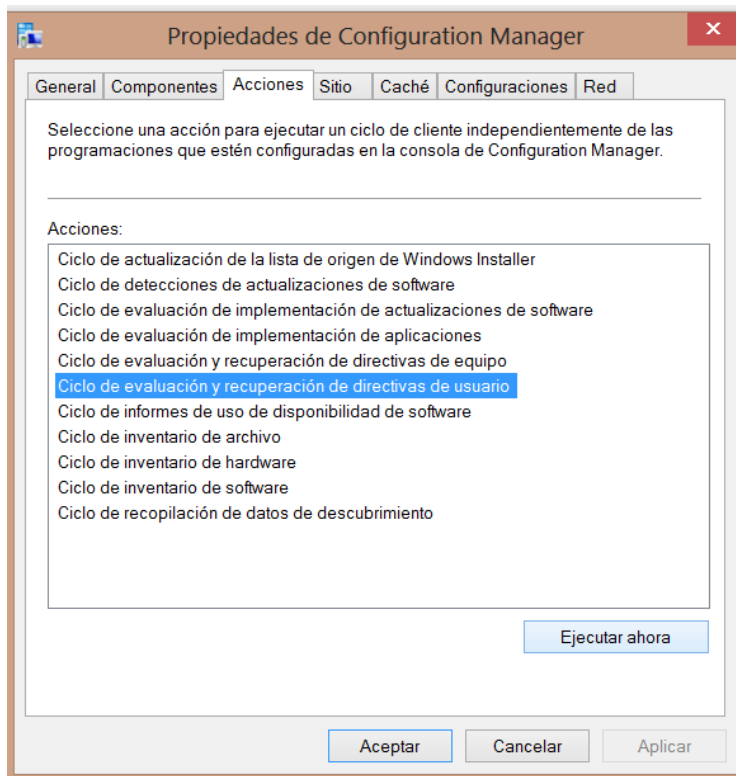 Propiedades de Configuration Manager
General Componentes Acciones Sitio Caché Configuraciones Red
Seleccione una acción para ejecutar un ciclo de cliente independientemente de las
programaciones que estén configuradas en la consola de Configuration Manager.
Acciones:
Ciclo de actualización de la lista de origen de Windows Installer
Ciclo de detecciones de actualizaciones de software
Ciclo de evaluación de implementación de actualizaciones de software
Ciclo de evaluación de implementación de aplicaciones
Ciclo de evaluación y recuperación de directivas de equipo
Ciclo de evaluación y recuperación de directivas de usuario
Ciclo de informes de uso de disponibilidad de software
Ciclo de inventario de archivo
Ciclo de inventario de hardware
Ciclo de inventario de software
Ciclo de recopilación de datos de descubrimiento
Ejecutar ahora
Aceptar Cancelar Aplicar